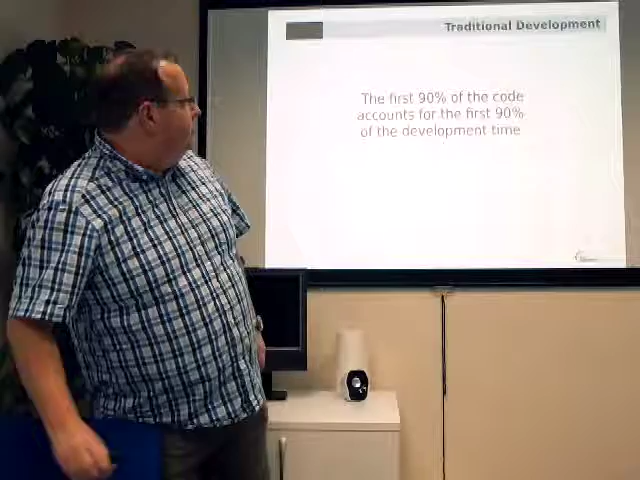 Traditional Development
The first 90% of the code
accounts for the first 90%
of the development time